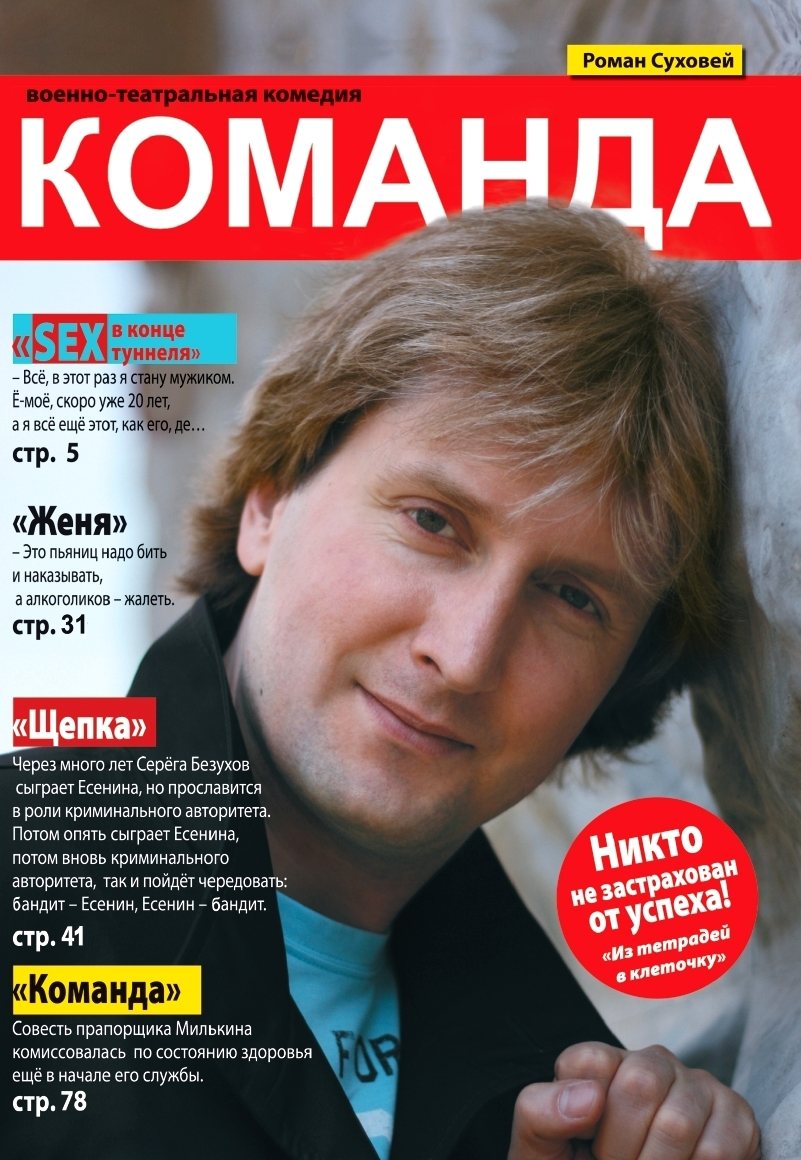 Роман Суховей
военно-театральная комедия
КОМАНДА
«SEX в конце
туннеля»
– Всё, в этот раз я стану мужиком.
Ё-моё, скоро уже 20 лет,
а я всё ещё этот, как его, де…
стр. 5
«Женя»
– Это пьяниц надо бить
и наказывать,
а алкоголиков – жалеть.
стр. 31
«Щепка»
Через много лет Серёга Безухов
сыграет Есенина, но прославится
в роли криминального авторитета.
Потом опять сыграет Есенина,
потом вновь криминального
авторитета, так и пойдёт чередовать:
бандит – Есенин, Есенин – бандит.
стр. 41
«Команда»
Совесть прапорщика Милькина
комиссовалась по состоянию здоровья
ещё в начале его службы.
стр. 78
Никто
не застрахован
от успеха!
«Из тетрадей
в клеточку»
FOR